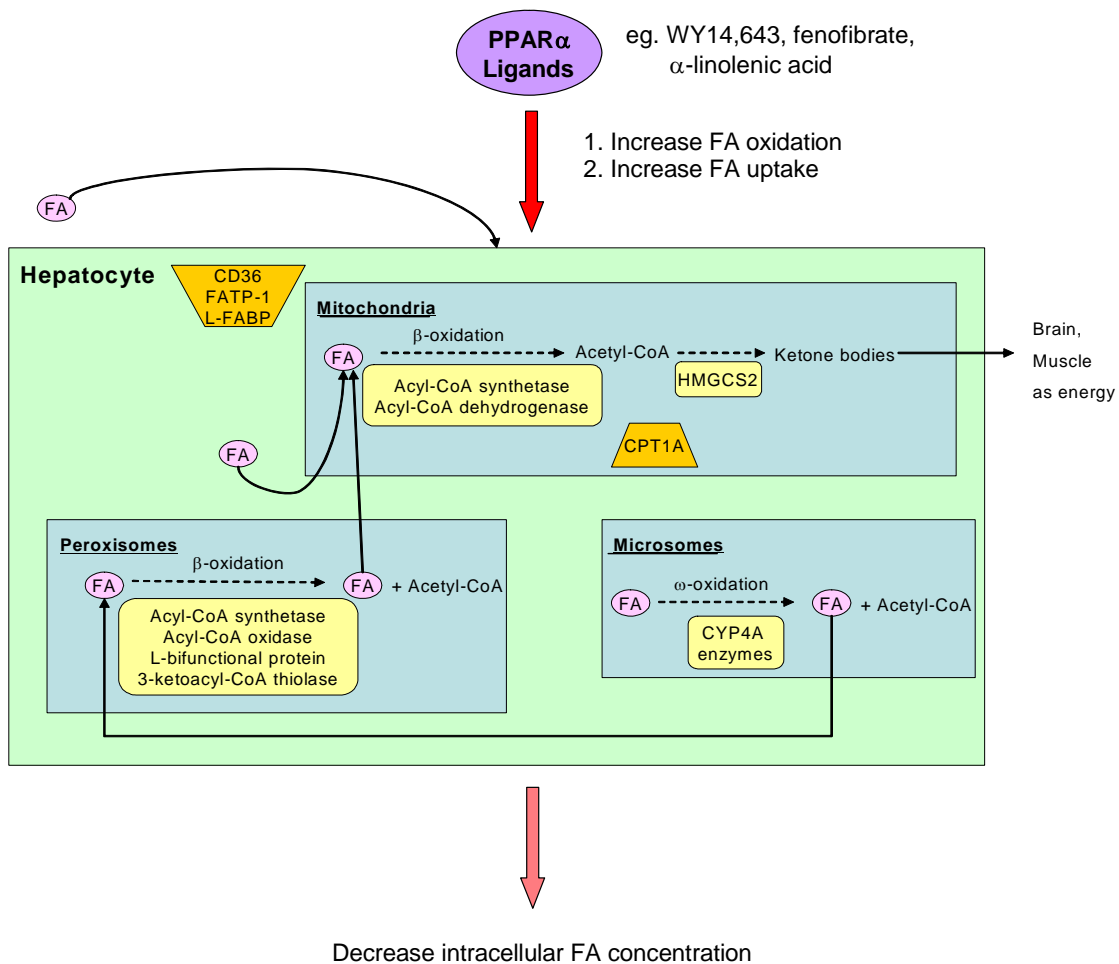 PPARα
Ligands
eg. WY14,643, fenofibrate,
α-linolenic acid
1. Increase FA oxidation
2. Increase FA uptake
FA
Hepatocyte
CD36
FATP-1
L-FABP
Mitochondria
FA
β-oxidation
Acetyl-CoA
Ketone bodies
Acyl-CoA synthetase
Acyl-CoA dehydrogenase
HMGCS2
CPT1A
Brain,
Muscle
as energy
FA
Peroxisomes
FA
β-oxidation
FA
+ Acetyl-CoA
Acyl-CoA synthetase
Acyl-CoA oxidase
L-bifunctional protein
3-ketoacyl-CoA thiolase
Microsomes
FA
ω-oxidation
FA
+ Acetyl-CoA
CYP4A
enzymes
Decrease intracellular FA concentration